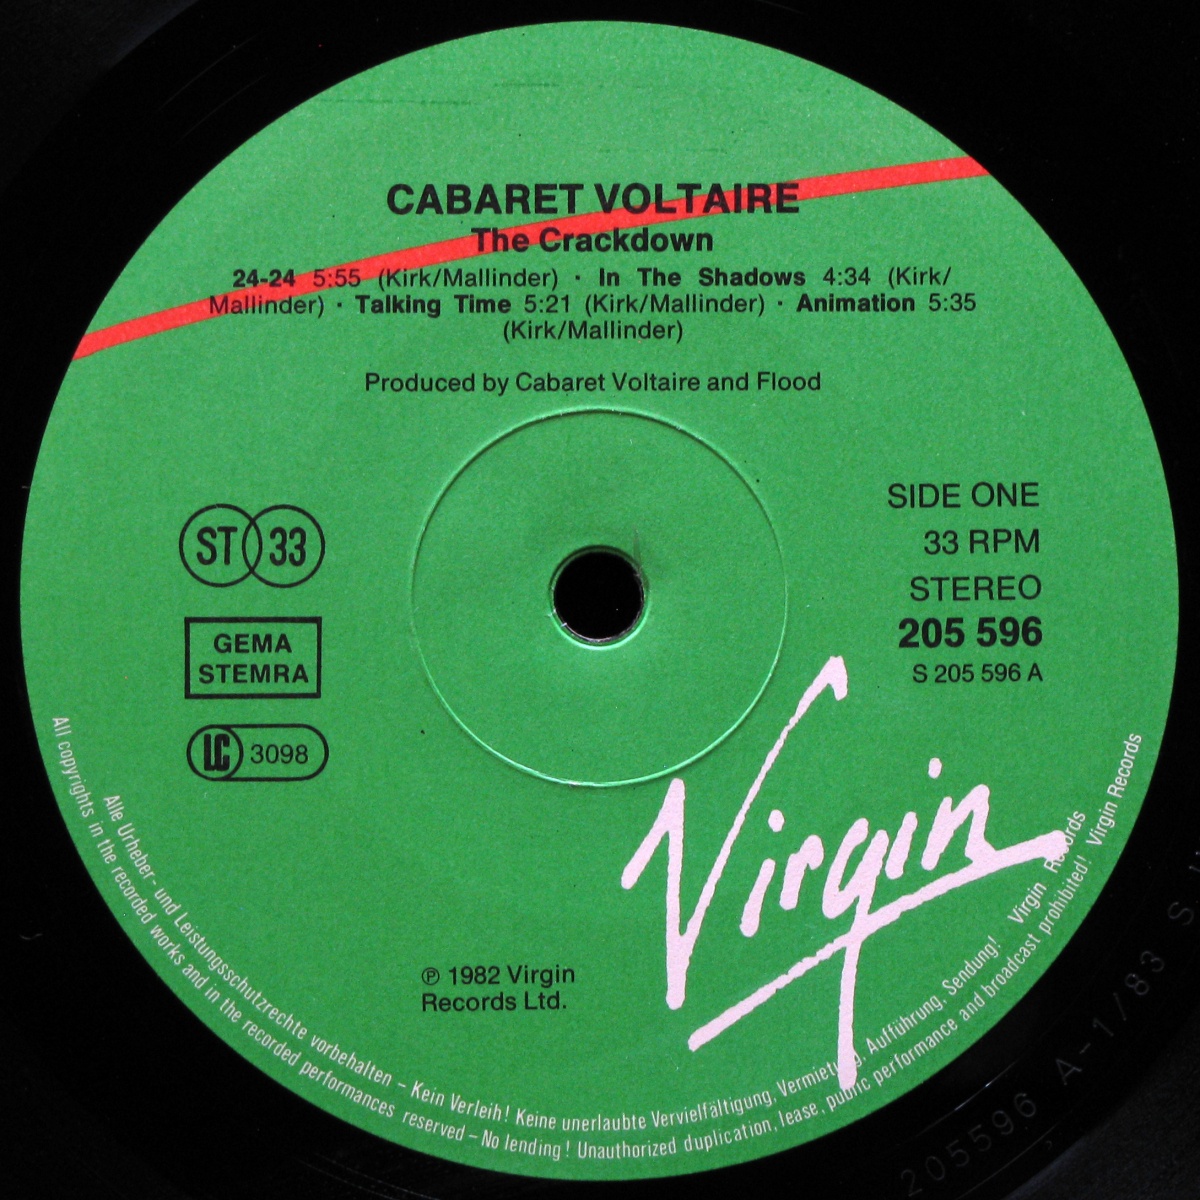 CABARET VOLTAIRE
The Crackdown
24-24 5:55 (Kirk/Mallinder) · In The Shadows 4:34 (Kirk/
Mallinder) · Talking Time 5:21 (Kirk/Mallinder) · Animation 5:35
(Kirk/Mallinder)
Produced by Cabaret Voltaire and Flood
ST 33
GEMA
STEMRA
LC 3098
SIDE ONE
33 RPM
STEREO
205 596
S 205 596 A
Virgin
℗ 1982 Virgin
Records Ltd.
Alle Urheber- und Leistungsschutzrechte vorbehalten – Kein Verleih! Keine unerlaubte Vervielfältigung, Vermietung, Aufführung, Sendung! Virgin Records
All copyrights in the recorded works and in the recorded performances reserved – No lending! Unauthorized duplication, lease, public performance and broadcast prohibited! Virgin Records
205596 A-1/83 S